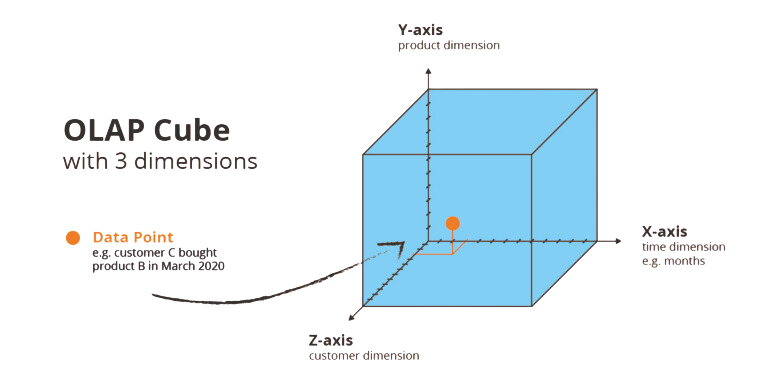 Y-axis
product dimension
OLAP Cube
with 3 dimensions
Data Point
e.g. customer C bought
product B in March 2020
X-axis
time dimension
e.g. months
Z-axis
customer dimension